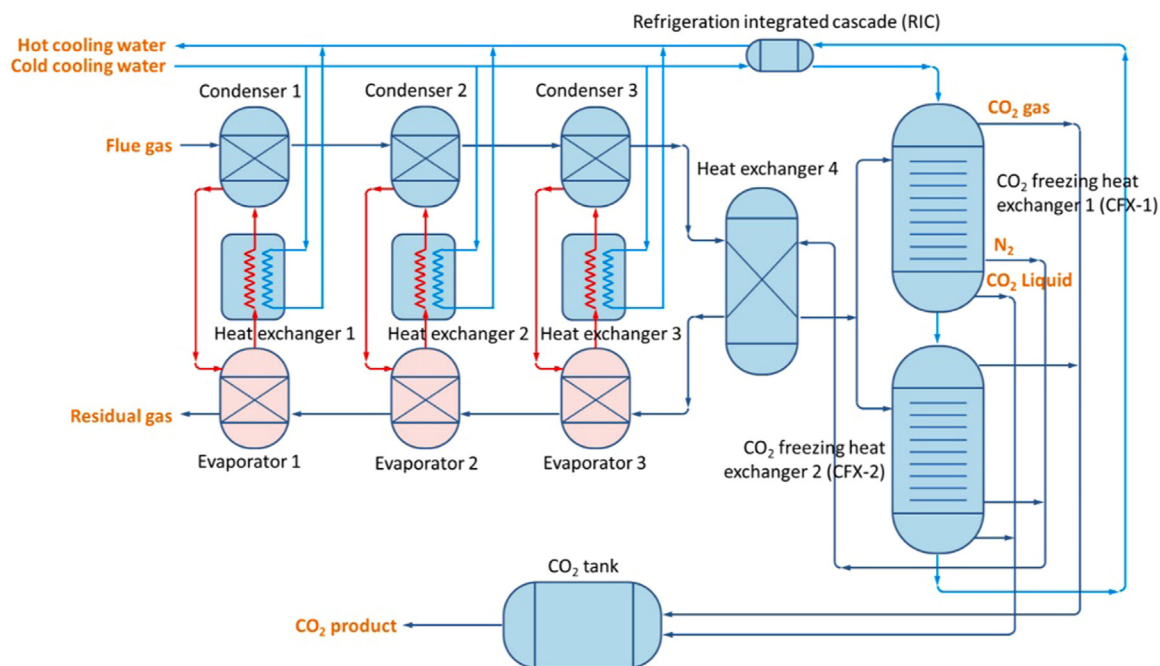 Refrigeration integrated cascade (RIC)
Hot cooling water
Cold cooling water
Condenser 1
Condenser 2
Condenser 3
CO₂ gas
Flue gas
Heat exchanger 4
CO₂ freezing heat
exchanger 1 (CFX-1)
N₂
CO₂ Liquid
Heat exchanger 1
Heat exchanger 2
Heat exchanger 3
Residual gas
Evaporator 1
Evaporator 2
Evaporator 3
CO₂ freezing heat
exchanger 2 (CFX-2)
CO₂ tank
CO₂ product